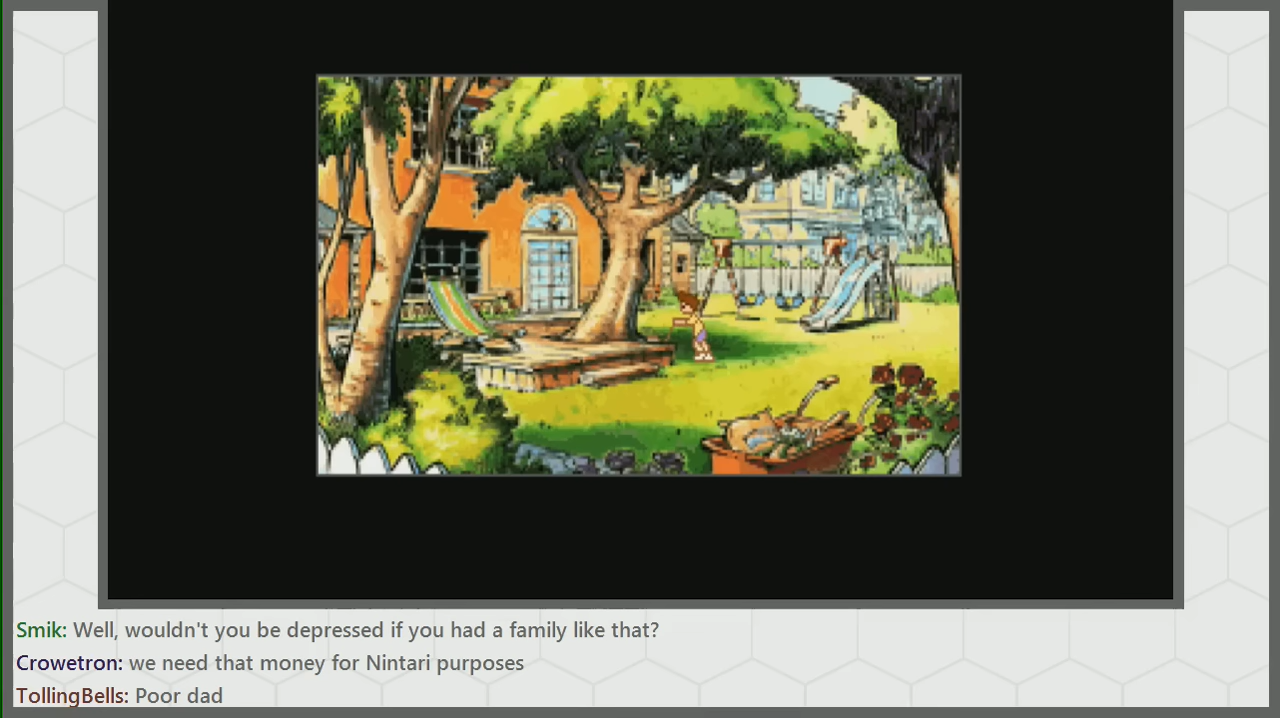 Smik: Well, wouldn't you be depressed if you had a family like that?
Crowetron: we need that money for Nintari purposes
TollingBells: Poor dad